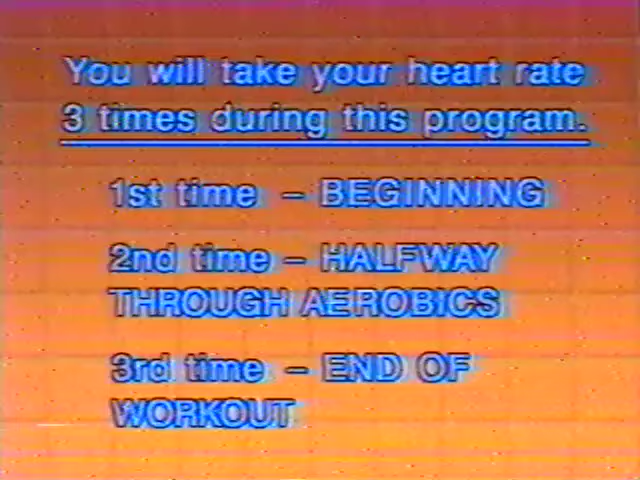 You will take your heart rate
3 times during this program.
1st time – BEGINNING
2nd time – HALFWAY
THROUGH AEROBICS
3rd time – END OF
WORKOUT